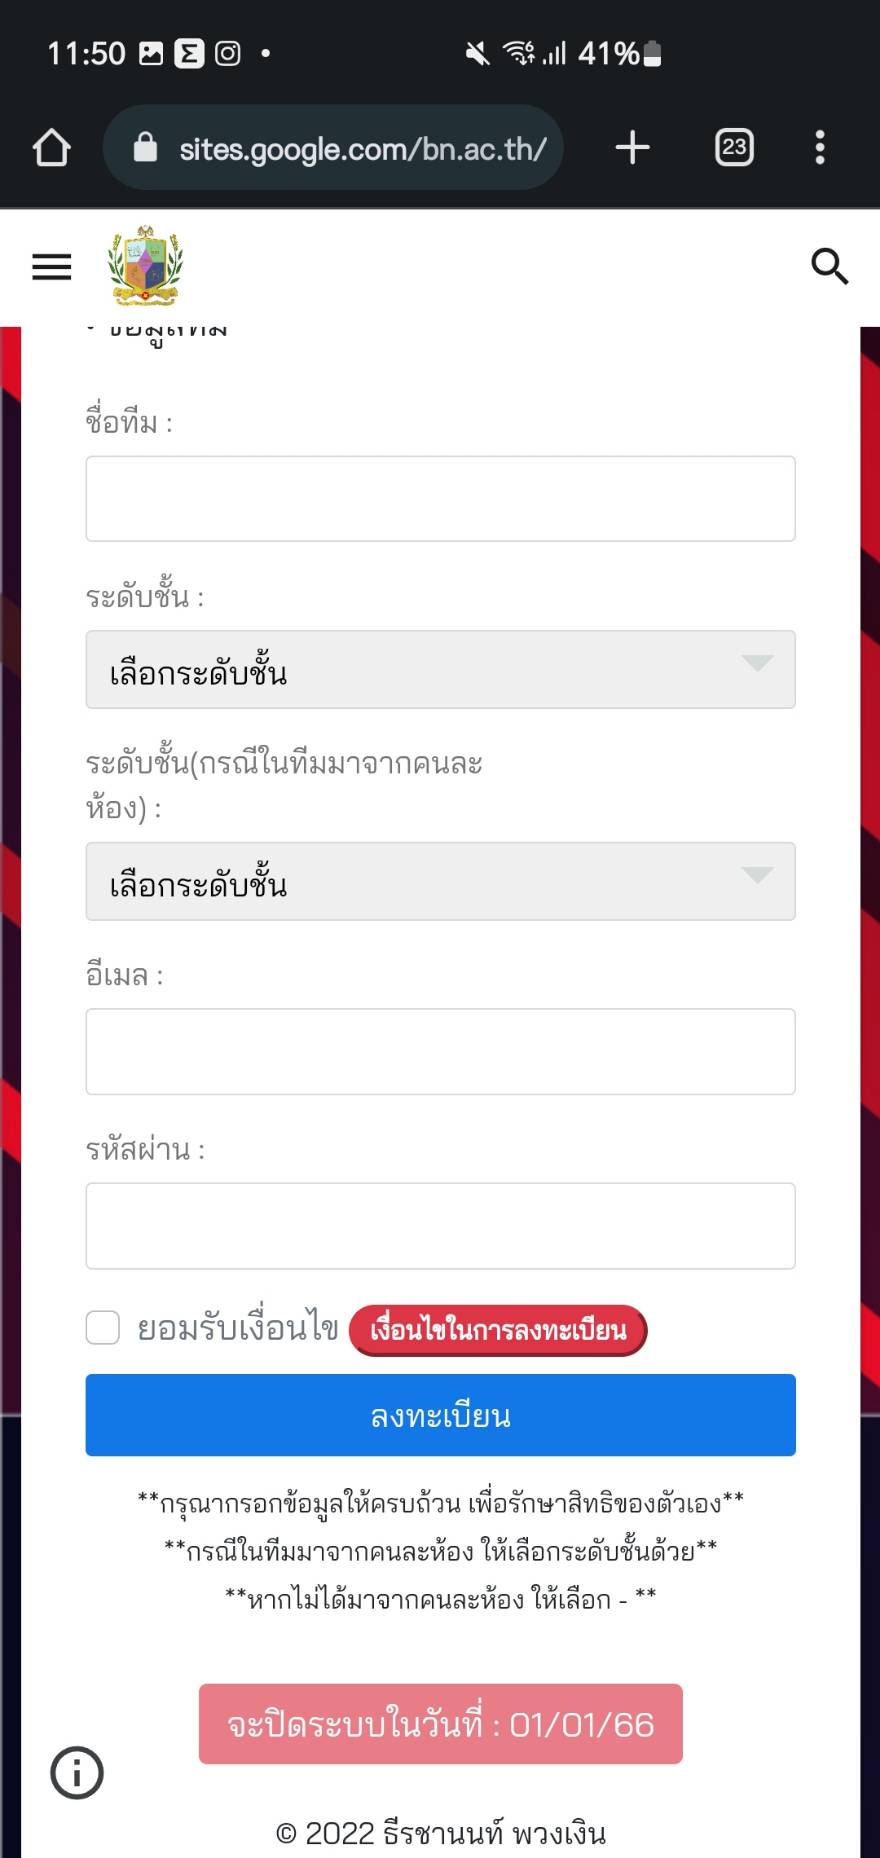 11:50
41%
sites.google.com/bn.ac.th/
23
ข้อมูลทีม
ชื่อทีม :
ระดับชั้น :
เลือกระดับชั้น
ระดับชั้น(กรณีในทีมมาจากคนละ
ห้อง) :
เลือกระดับชั้น
อีเมล :
รหัสผ่าน :
ยอมรับเงื่อนไข เงื่อนไขในการลงทะเบียน
ลงทะเบียน
**กรุณากรอกข้อมูลให้ครบถ้วน เพื่อรักษาสิทธิของตัวเอง**
**กรณีในทีมมาจากคนละห้อง ให้เลือกระดับชั้นด้วย**
**หากไม่ได้มาจากคนละห้อง ให้เลือก - **
จะปิดระบบในวันที่ : 01/01/66
© 2022 ธีรชานนท์ พวงเงิน